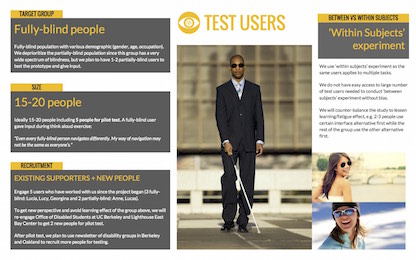 TARGET GROUP
Fully-blind people
Fully-blind population with various demographic (gender, age, occupation).
We deprioritize the partially-blind population since this group has a very
wide spectrum of blindness, but we plan to have 1-2 partially-blind users to
test the prototype and give input.
SIZE
15-20 people
Ideally 15-20 people including 5 people for pilot test. A fully-blind user
gave input during think aloud exercise:
"Even every fully-blind person navigates differently. My way of navigation may
not be the same as everyone's."
RECRUITMENT
EXISTING SUPPORTERS + NEW PEOPLE
Engage 5 users who have worked with us since the project began (3 fully-
blind: Lucia, Lucy, Georgina and 2 partially-blind: Anne, Lucas).
To get new perspective and avoid learning effect of the group above, we will
re-engage Office of Disabled Students at UC Berkeley and Lighthouse East
Bay Center to get 2 new people for pilot test.
After pilot test, we plan to use newsletter of disability groups in Berkeley
and Oakland to recruit more people for testing.
TEST USERS
BETWEEN VS WITHIN SUBJECTS
'Within Subjects'
experiment
We use 'within subjects' experiment as the
same users applies to multiple tasks.
We do not have easy access to large number
of test users needed to conduct 'between
subjects' experiment without bias.
We will counter-balance the study to lessen
learning/fatigue effect, e.g. 2-3 people use
certain interface alternative first while the
rest of the group use the other alternative
first.